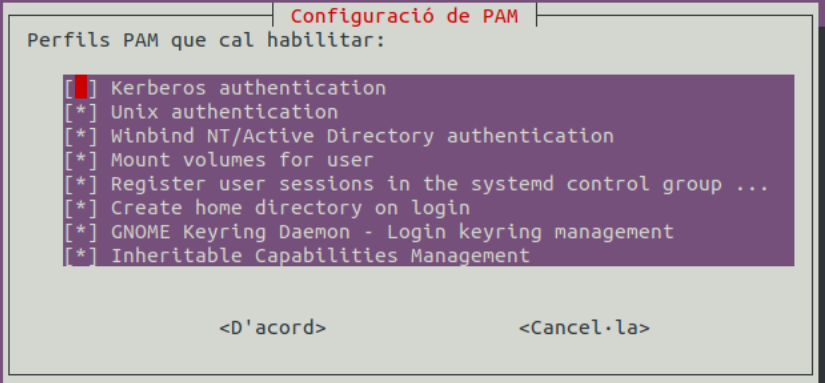 Configuració de PAM
Perfils PAM que cal habilitar:
[ ] Kerberos authentication
[*] Unix authentication
[*] Winbind NT/Active Directory authentication
[*] Mount volumes for user
[*] Register user sessions in the systemd control group ...
[*] Create home directory on login
[*] GNOME Keyring Daemon - Login keyring management
[*] Inheritable Capabilities Management
<D'acord> <Cancel·la>